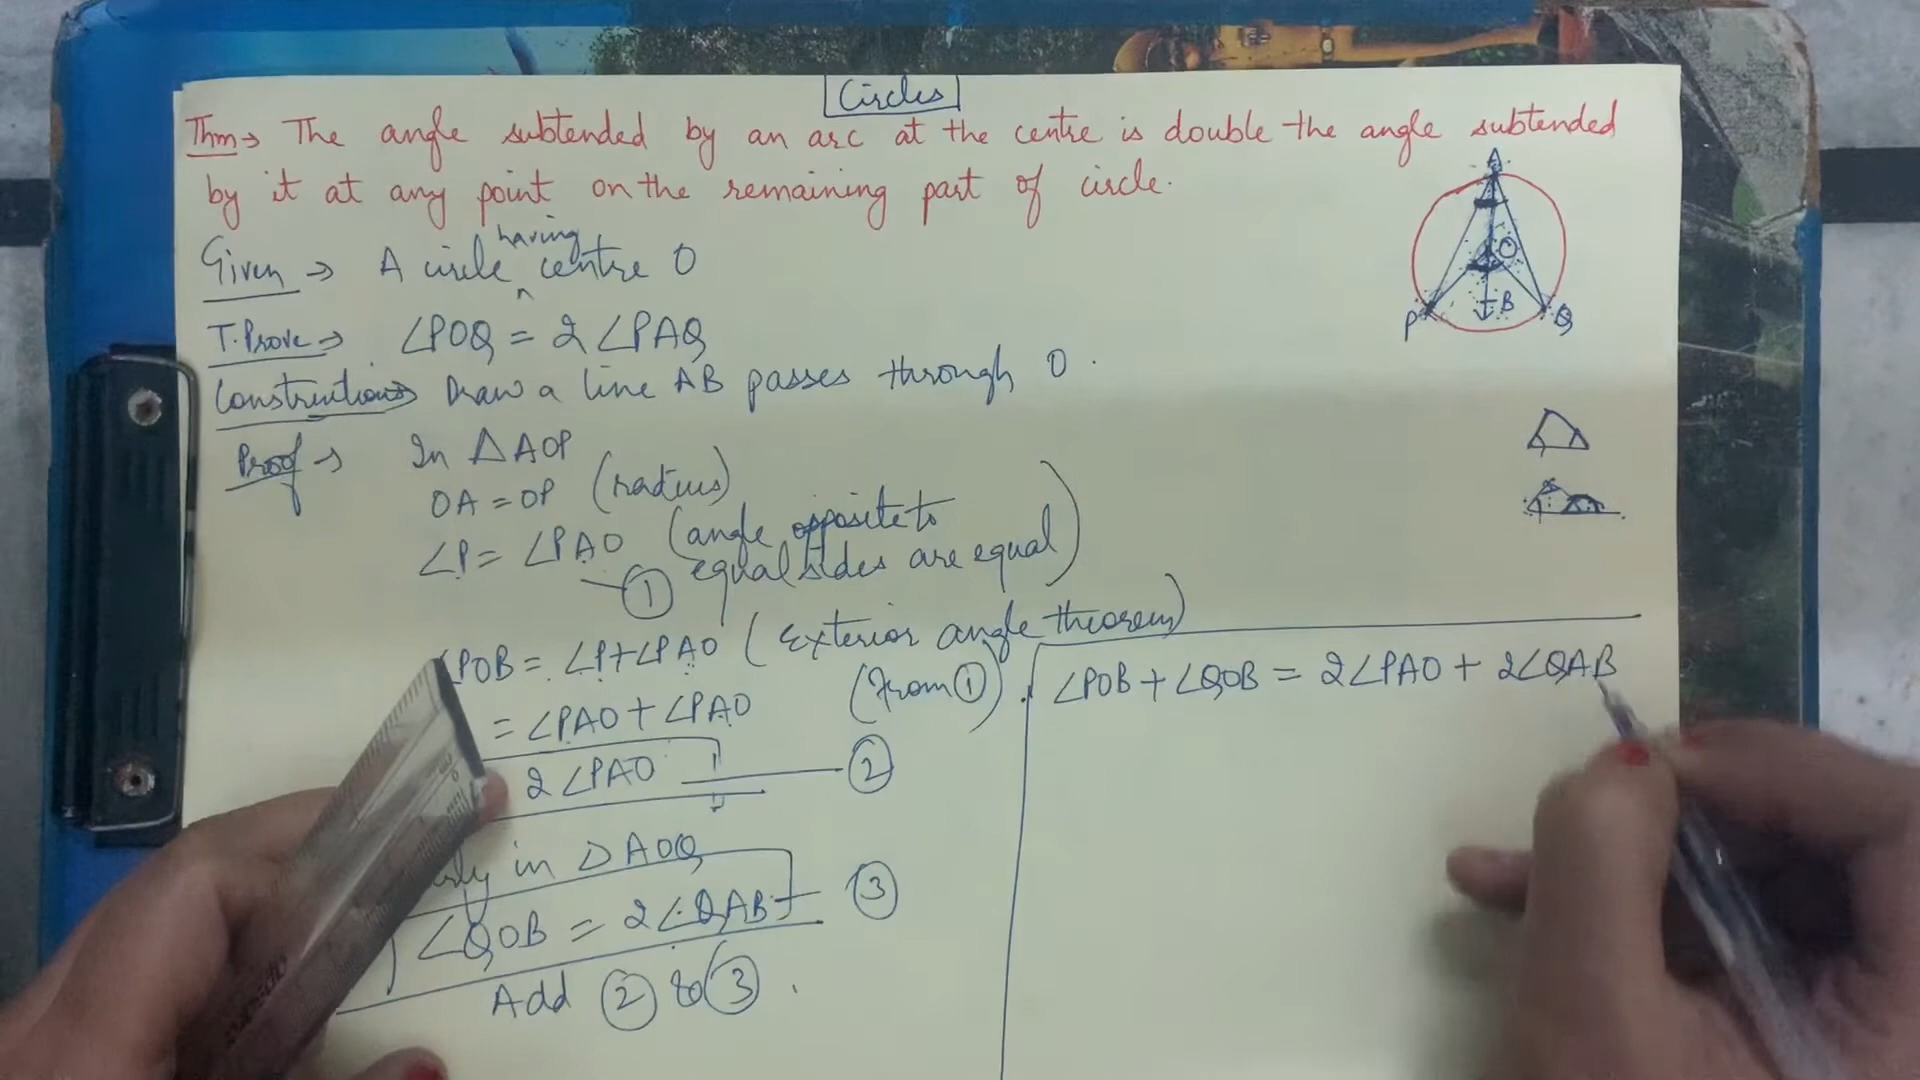 Circles
Thm→ The angle subtended by an arc at the centre is double the angle subtended
by it at any point on the remaining part of circle.
Given → A circle having centre O
T.Prove → ∠POQ = 2 ∠PAQ
Construction→ Draw a line AB passes through O.
Proof → In △AOP
OA = OP (radius)
∠P = ∠PAO (angle opposite to
equal sides are equal)
①
∠POB = ∠P+∠PAO (Exterior angle theorem)
= ∠PAO + ∠PAO (from ①).
2 ∠PAO ②
in △AOQ
∠QOB = 2∠QAB ③
Add ② & ③.
∠POB + ∠QOB = 2∠PAO + 2∠QAB
A
O
B
P
Q